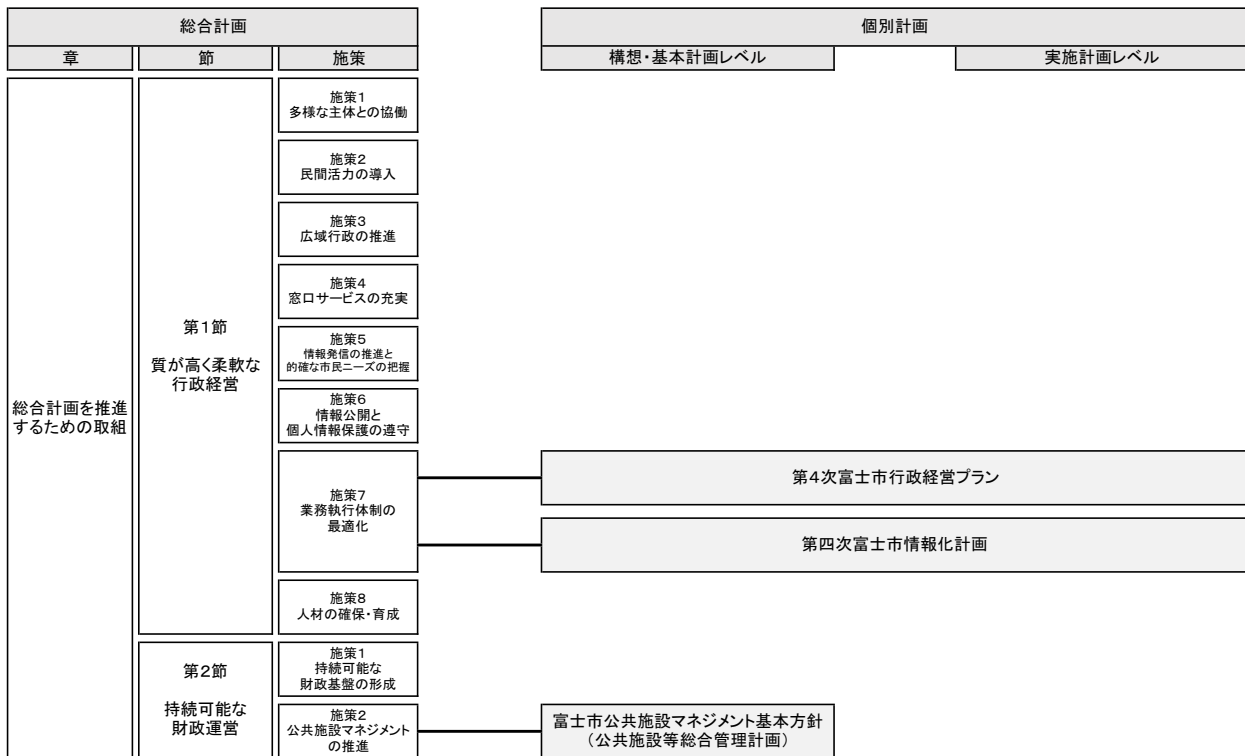 総合計画
個別計画
章
節
施策
構想・基本計画レベル
実施計画レベル
総合計画を推進
するための取組
第1節
質が高く柔軟な
行政経営
施策1
多様な主体との協働
施策2
民間活力の導入
施策3
広域行政の推進
施策4
窓口サービスの充実
施策5
情報発信の推進と
的確な市民ニーズの把握
施策6
情報公開と
個人情報保護の遵守
施策7
業務執行体制の
最適化
第4次富士市行政経営プラン
第四次富士市情報化計画
施策8
人材の確保・育成
第2節
持続可能な
財政運営
施策1
持続可能な
財政基盤の形成
施策2
公共施設マネジメント
の推進
富士市公共施設マネジメント基本方針
（公共施設等総合管理計画）